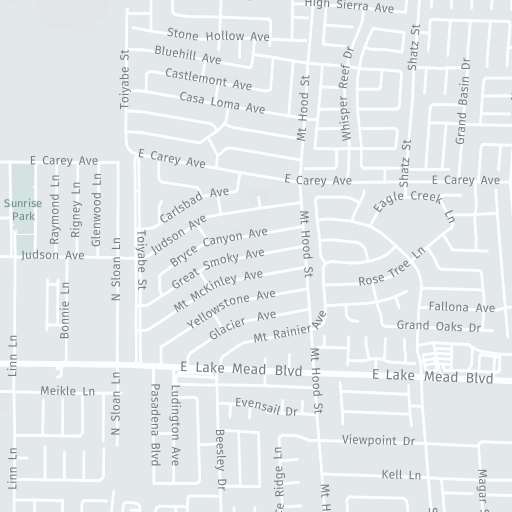 High Sierra Ave
Stone Hollow Ave
Bluehill Ave
Castlemont Ave
Casa Loma Ave
Toiyabe St
Mt Hood St
Whisper Reef Dr
Shatz St
Grand Basin Dr
E Carey Ave
E Carey Ave
E Carey Ave
E Carey Ave
Shatz St
Eagle Creek Ln
Sunrise
Park
Raymond Ln
Rigney Ln
Glenwood Ln
Carlsbad Ave
Judson Ave
Bryce Canyon Ave
Great Smoky Ave
Mt McKinley Ave
Yellowstone Ave
Glacier Ave
Mt Rainier Ave
Judson Ave
N Sloan Ln
Toiyabe St
Mt Hood St
Rose Tree Ln
Fallona Ave
Grand Oaks Dr
Bonnie Ln
Linn Ln
E Lake Mead Blvd
E Lake Mead Blvd
Mt Hood St
Meikle Ln
N Sloan Ln
Pasadena Blvd
Ludington Ave
Evensail Dr
Beesley Dr
Viewpoint Dr
Kell Ln
Linn Ln
ce Ridge Ln
Mt H
S
Magar S